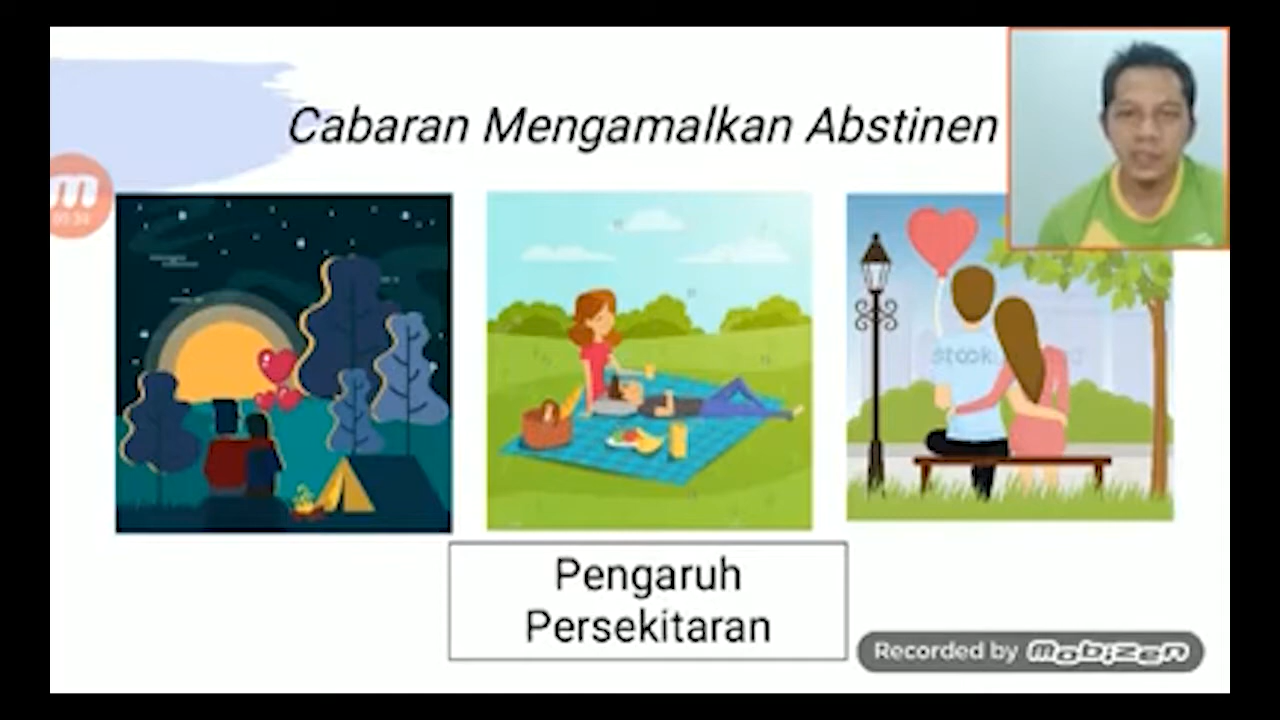 Cabaran Mengamalkan Abstinen
Pengaruh
Persekitaran
Recorded by mobizen